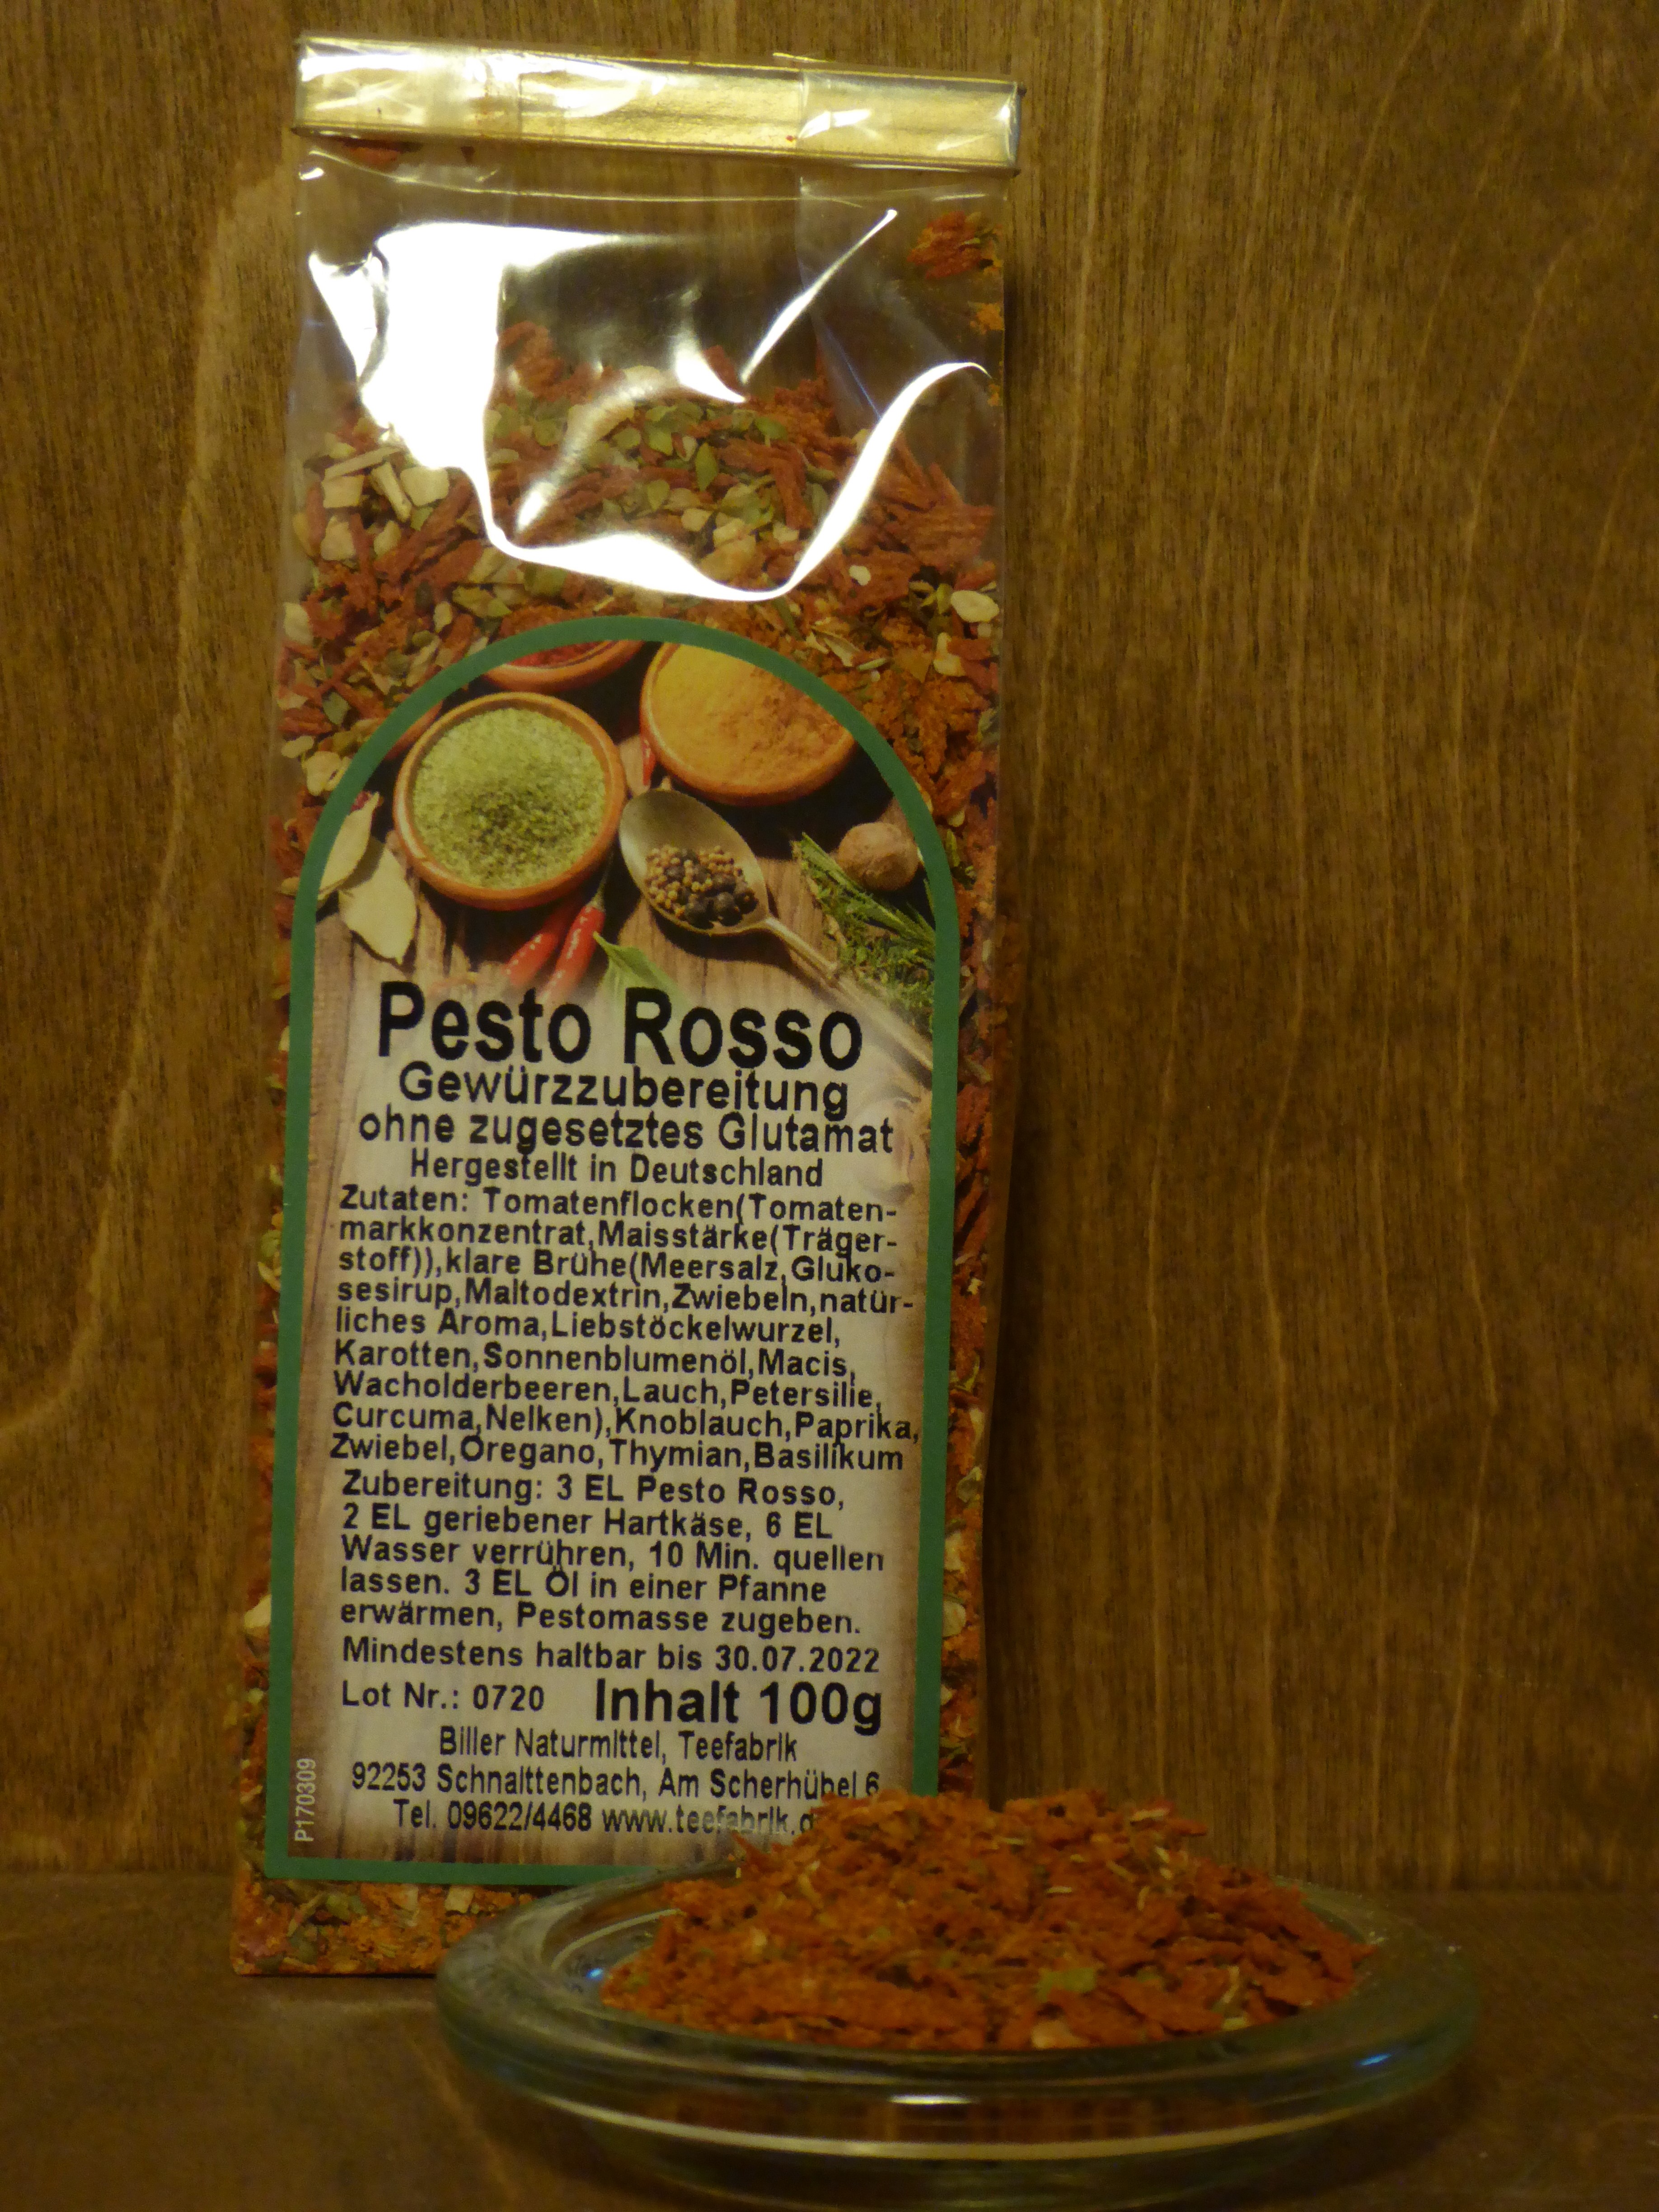 Pesto Rosso
Gewürzzubereitung
ohne zugesetztes Glutamat
Hergestellt in Deutschland
Zutaten: Tomatenflocken(Tomaten-
markkonzentrat,Maisstärke(Träger-
stoff)),klare Brühe(Meersalz,Gluko-
sesirup,Maltodextrin,Zwiebeln,natür-
liches Aroma,Liebstöckelwurzel,
Karotten,Sonnenblumenöl,Macis,
Wacholderbeeren,Lauch,Petersilie,
Curcuma,Nelken),Knoblauch,Paprika,
Zwiebel,Oregano,Thymian,Basilikum
Zubereitung: 3 EL Pesto Rosso,
2 EL geriebener Hartkäse, 6 EL
Wasser verrühren, 10 Min. quellen
lassen. 3 EL Öl in einer Pfanne
erwärmen, Pestomasse zugeben.
Mindestens haltbar bis 30.07.2022
Lot Nr.: 0720 Inhalt 100g
Biller Naturmittel, Teefabrik
92253 Schnaittenbach, Am Scherhübel 6
Tel. 09622/4468 www.teefabrik.
P170309